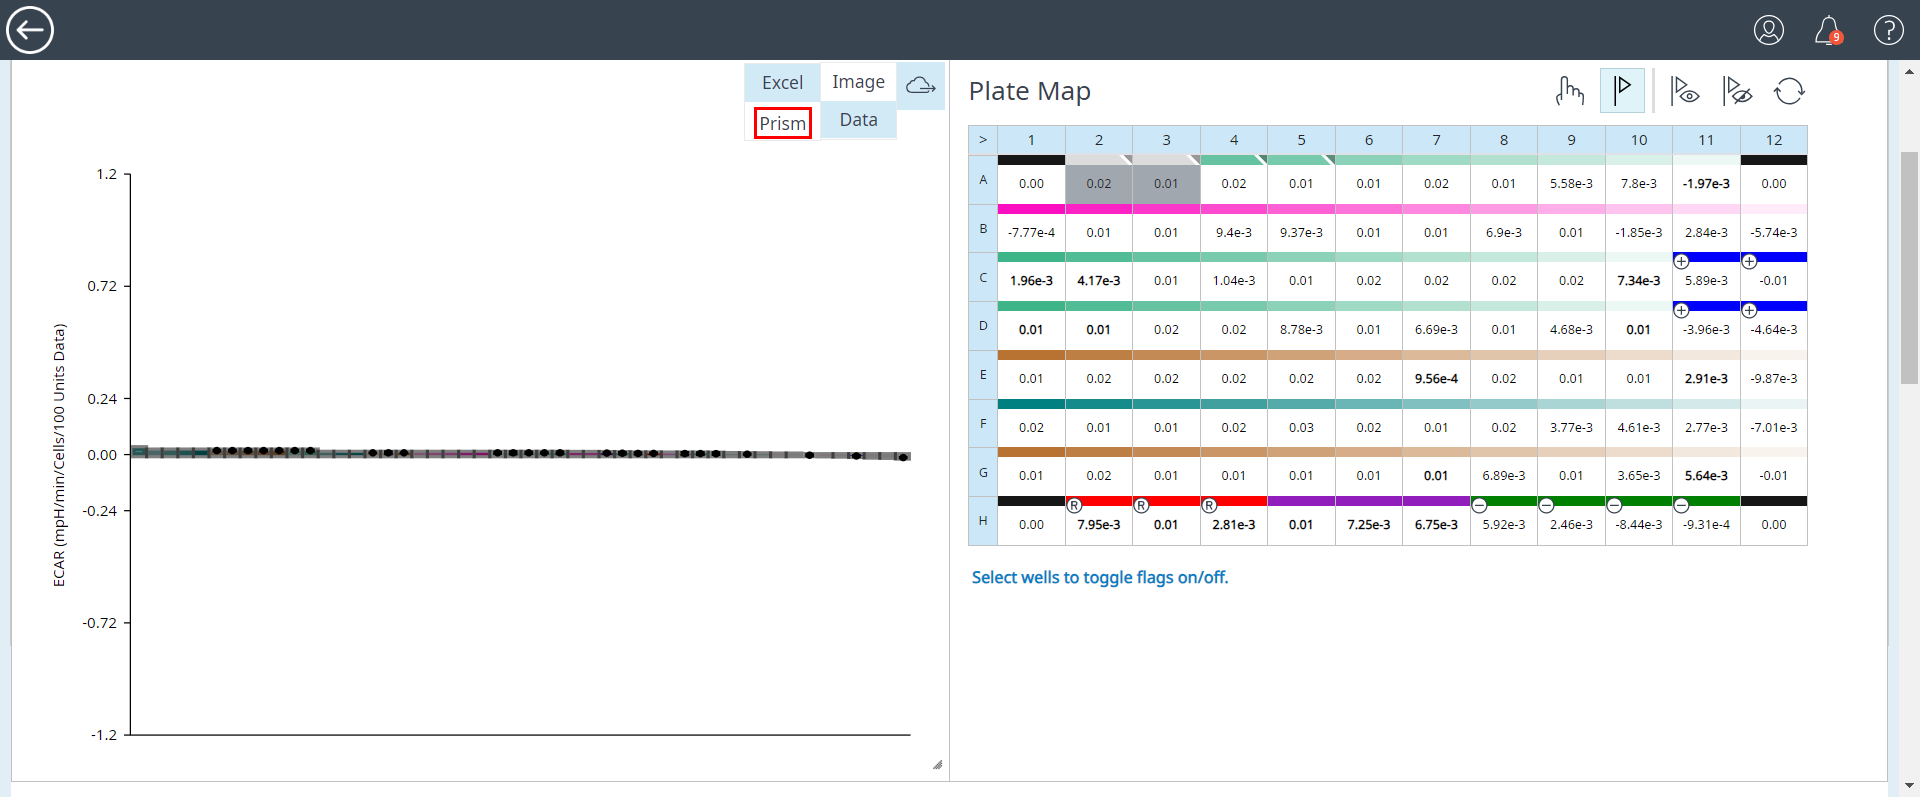 9
?
Excel
Image
Prism
Data
1.2
0.72
0.24
0.00
-0.24
-0.72
-1.2
ECAR (mpH/min/Cells/100 Units Data)
Plate Map
> 1 2 3 4 5 6 7 8 9 10 11 12
A 0.00 0.02 0.01 0.02 0.01 0.01 0.02 0.01 5.58e-3 7.8e-3 -1.97e-3 0.00
B -7.77e-4 0.01 0.01 9.4e-3 9.37e-3 0.01 0.01 6.9e-3 0.01 -1.85e-3 2.84e-3 -5.74e-3
+ +
C 1.96e-3 4.17e-3 0.01 1.04e-3 0.01 0.02 0.02 0.02 0.02 7.34e-3 5.89e-3 -0.01
+ +
D 0.01 0.01 0.02 0.02 8.78e-3 0.01 6.69e-3 0.01 4.68e-3 0.01 -3.96e-3 -4.64e-3
E 0.01 0.02 0.02 0.02 0.02 0.02 9.56e-4 0.02 0.01 0.01 2.91e-3 -9.87e-3
F 0.02 0.01 0.01 0.02 0.03 0.02 0.01 0.02 3.77e-3 4.61e-3 2.77e-3 -7.01e-3
G 0.01 0.02 0.01 0.01 0.01 0.01 0.01 6.89e-3 0.01 3.65e-3 5.64e-3 -0.01
R R R − − − −
H 0.00 7.95e-3 0.01 2.81e-3 0.01 7.25e-3 6.75e-3 5.92e-3 2.46e-3 -8.44e-3 -9.31e-4 0.00
Select wells to toggle flags on/off.